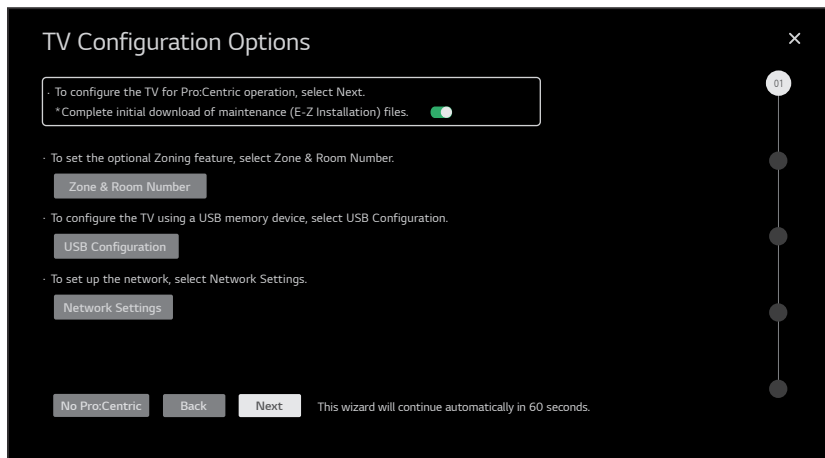 TV Configuration Options
01
· To configure the TV for Pro:Centric operation, select Next.
*Complete initial download of maintenance (E-Z Installation) files.
· To set the optional Zoning feature, select Zone & Room Number.
Zone & Room Number
· To configure the TV using a USB memory device, select USB Configuration.
USB Configuration
· To set up the network, select Network Settings.
Network Settings
No Pro:Centric Back Next This wizard will continue automatically in 60 seconds.